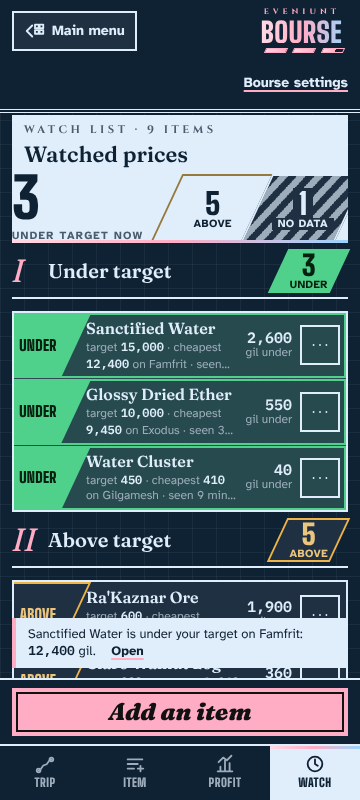 Main menu
EVENIUNT
BOURSE
Bourse settings
WATCH LIST · 9 ITEMS
Watched prices
3
UNDER TARGET NOW
5
ABOVE
1
NO DATA
I Under target
3
UNDER
UNDER
Sanctified Water
target 15,000 · cheapest
12,400 on Famfrit · seen...
2,600
gil under
...
UNDER
Glossy Dried Ether
target 10,000 · cheapest
9,450 on Exodus · seen 3...
550
gil under
...
UNDER
Water Cluster
target 450 · cheapest 410
on Gilgamesh · seen 9 min...
40
gil under
...
II Above target
5
ABOVE
ABOVE
Ra'Kaznar Ore
target 600 · cheapest
1,900
...
Sanctified Water is under your target on Famfrit:
12,400 gil. Open
ABOVE
360
Add an item
TRIP
ITEM
PROFIT
WATCH